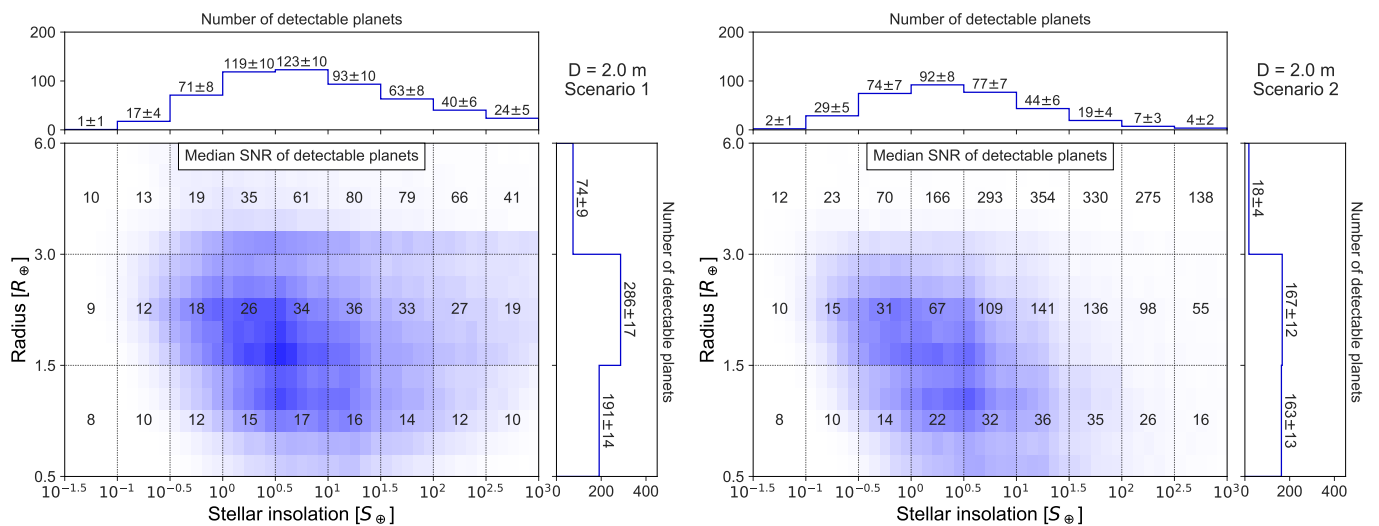 Number of detectable planets
200
100
0
1±1
17±4
71±8
119±10
123±10
93±10
63±8
40±6
24±5
D = 2.0 m
Scenario 1
Median SNR of detectable planets
Radius [R⊕]
6.0
3.0
1.5
0.5
10 13 19 35 61 80 79 66 41
9 12 18 26 34 36 33 27 19
8 10 12 15 17 16 14 12 10
10^−1.5 10^−1 10^−0.5 10^0 10^0.5 10^1 10^1.5 10^2 10^2.5 10^3
Stellar insolation [S⊕]
74±9
286±17
191±14
0 200 400
Number of detectable planets
Number of detectable planets
200
100
0
2±1
29±5
74±7
92±8
77±7
44±6
19±4
7±3
4±2
D = 2.0 m
Scenario 2
Median SNR of detectable planets
Radius [R⊕]
6.0
3.0
1.5
0.5
12 23 70 166 293 354 330 275 138
10 15 31 67 109 141 136 98 55
8 10 14 22 32 36 35 26 16
10^−1.5 10^−1 10^−0.5 10^0 10^0.5 10^1 10^1.5 10^2 10^2.5 10^3
Stellar insolation [S⊕]
18±4
167±12
163±13
0 200 400
Number of detectable planets